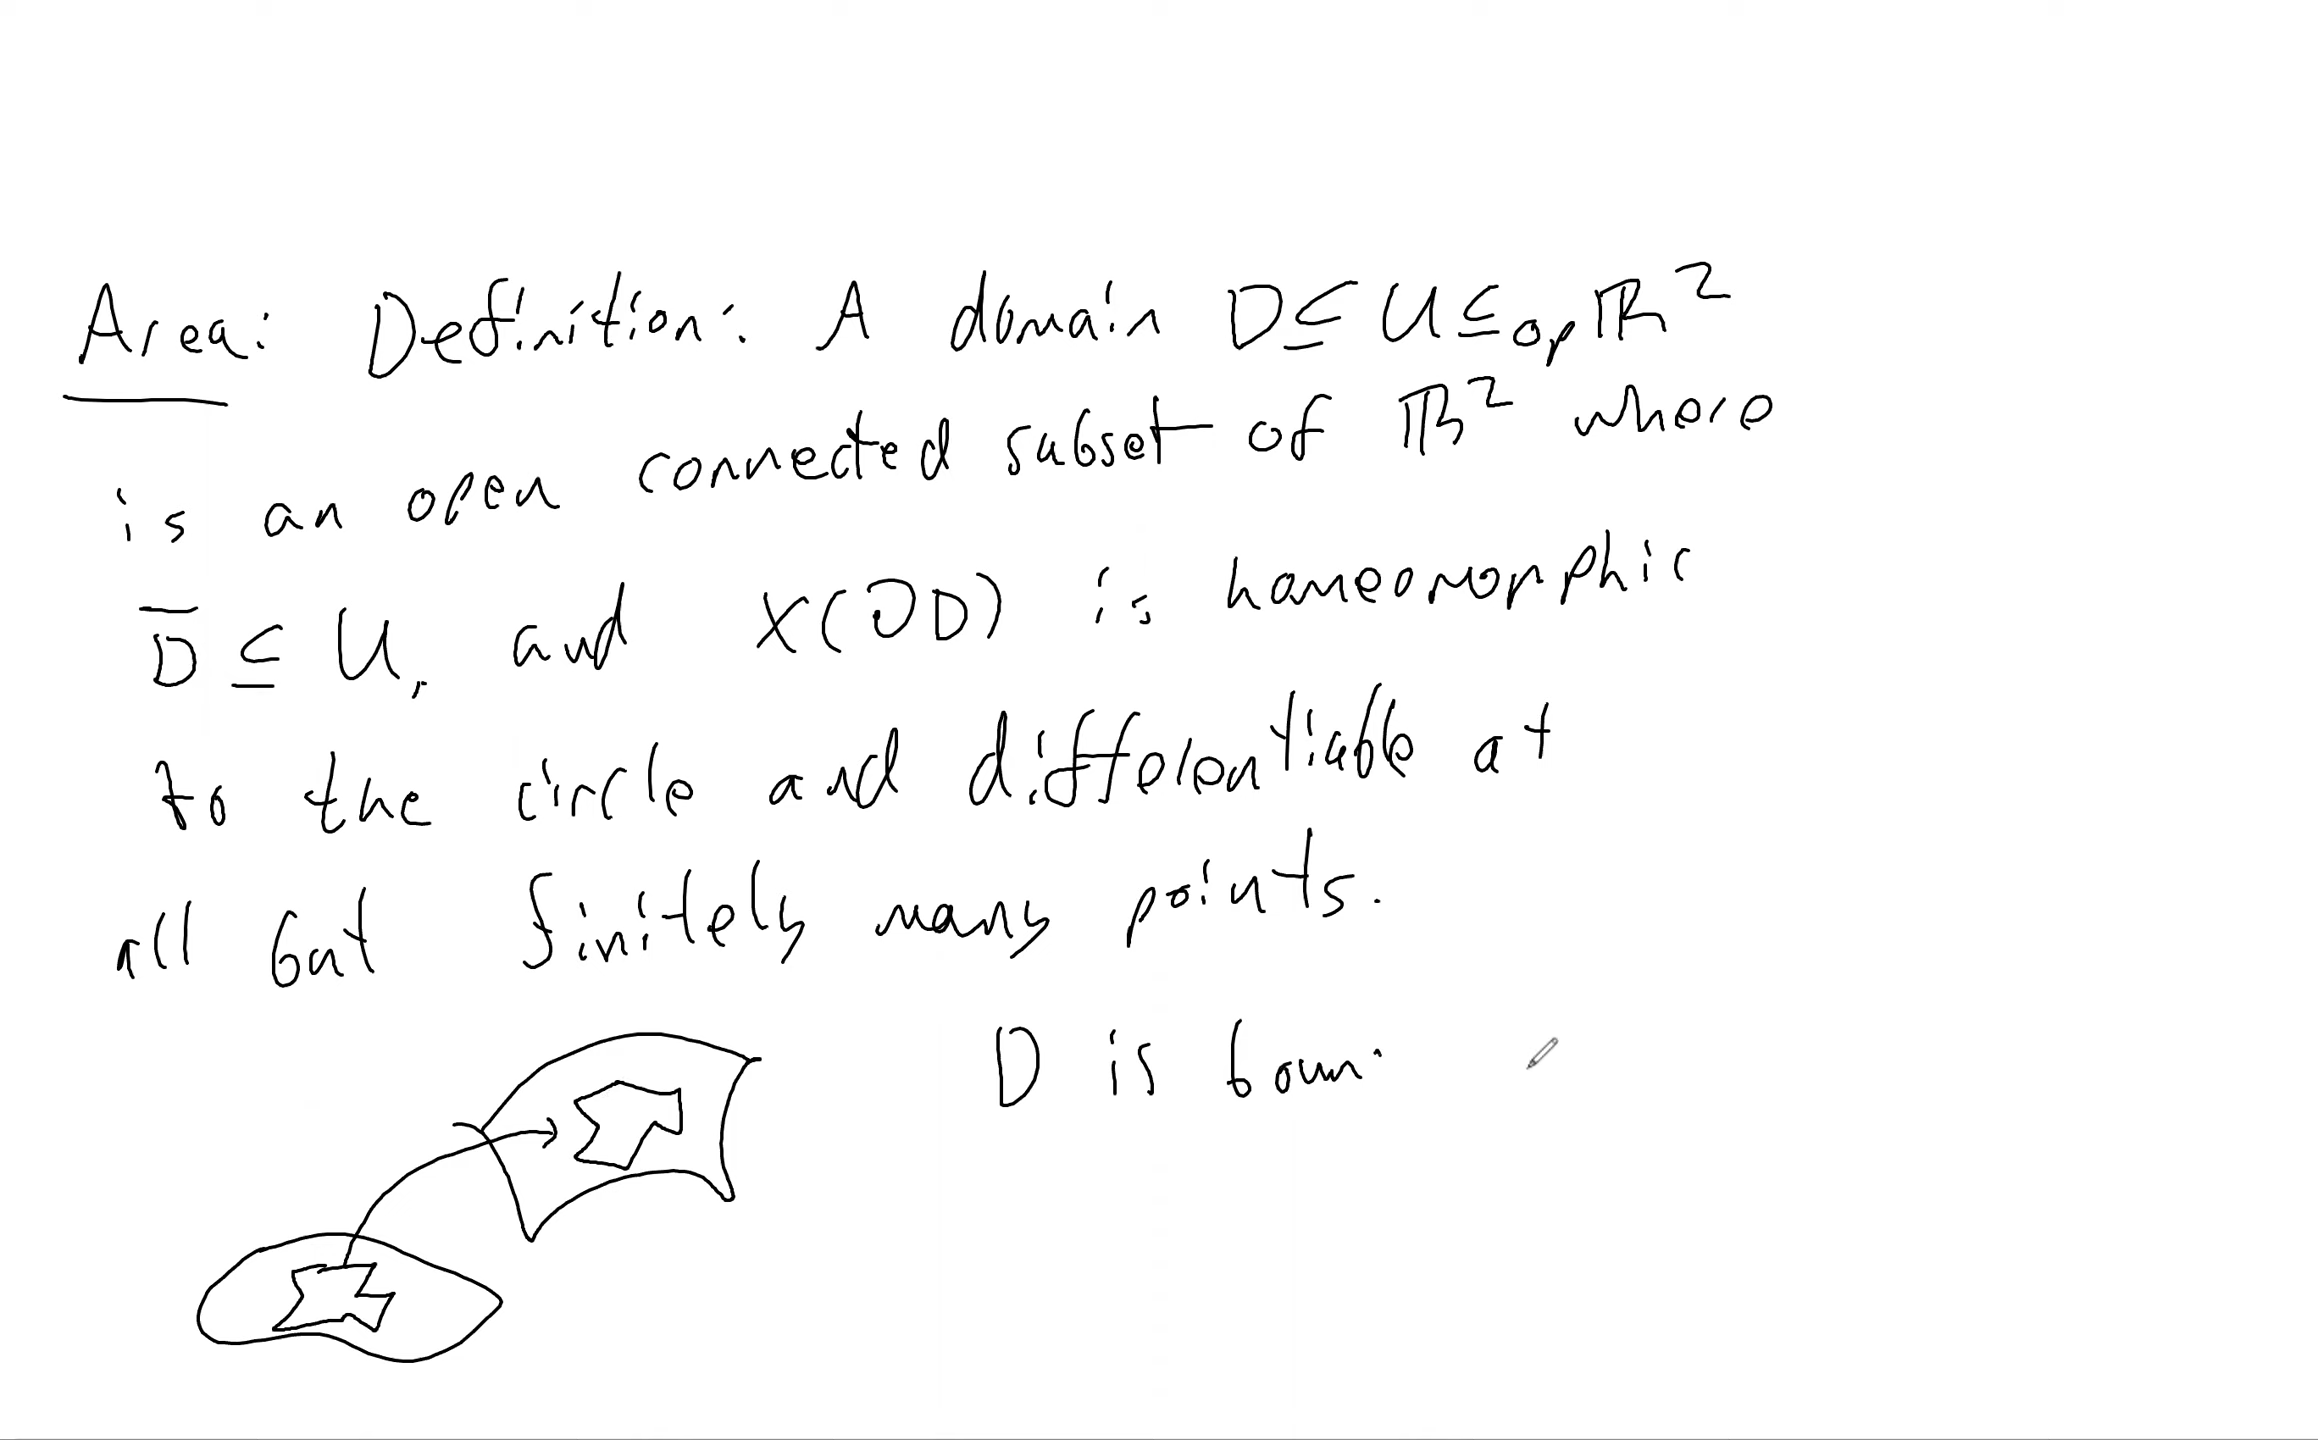 Area: Definition: A domain D ⊆ U ⊆_op ℝ²
is an open connected subset of ℝ² where
D̅ ⊆ U, and X(∂D) is homeomorphic
to the circle and differentiable at
all but finitely many points.
D is boun